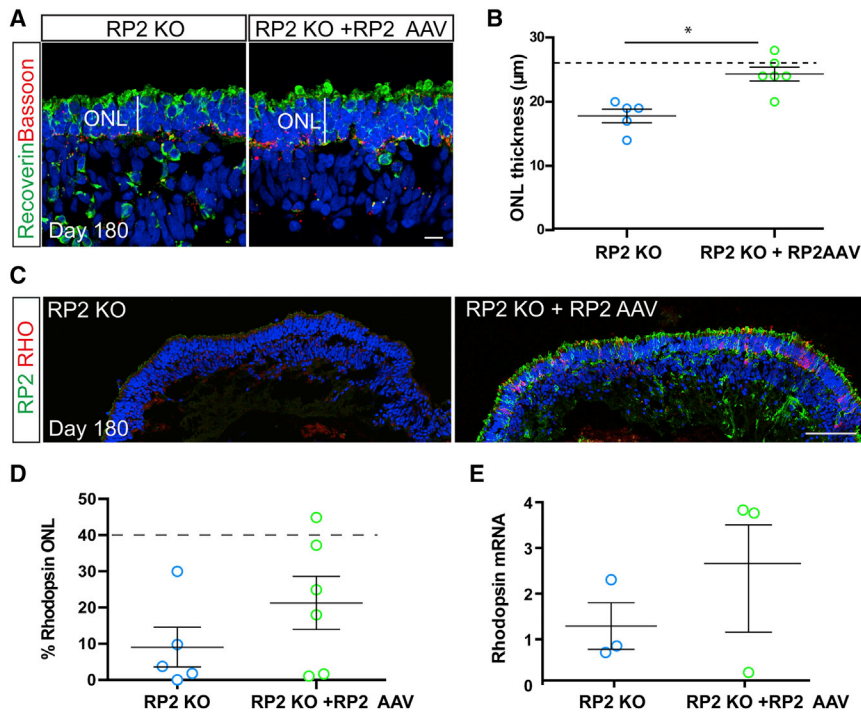 A
RP2 KO
RP2 KO +RP2 AAV
RecoverinBassoon
ONL
ONL
Day 180
B
*
ONL thickness (µm)
30
20
10
0
RP2 KO
RP2 KO + RP2AAV
C
RP2 RHO
RP2 KO
Day 180
RP2 KO + RP2 AAV
D
% Rhodopsin ONL
50
40
30
20
10
0
RP2 KO
RP2 KO +RP2 AAV
E
Rhodopsin mRNA
4
3
2
1
0
RP2 KO
RP2 KO +RP2 AAV